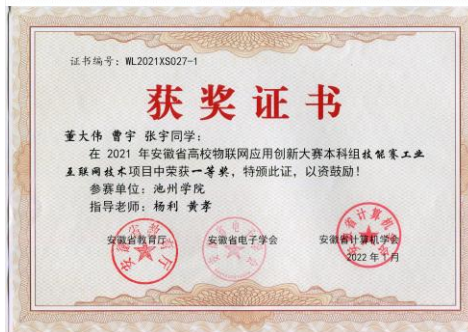 证书编号：WL2021XS027-1
获奖证书
董大伟 曹宇 张宇同学：
在 2021 年安徽省高校物联网应用创新大赛本科组技能赛工业
互联网技术项目中荣获一等奖，特颁此证，以资鼓励！
参赛单位：池州学院
指导老师：杨利 黄孝
安徽省教育厅 安徽省电子学会 安徽省计算机学会
2022 年 1 月